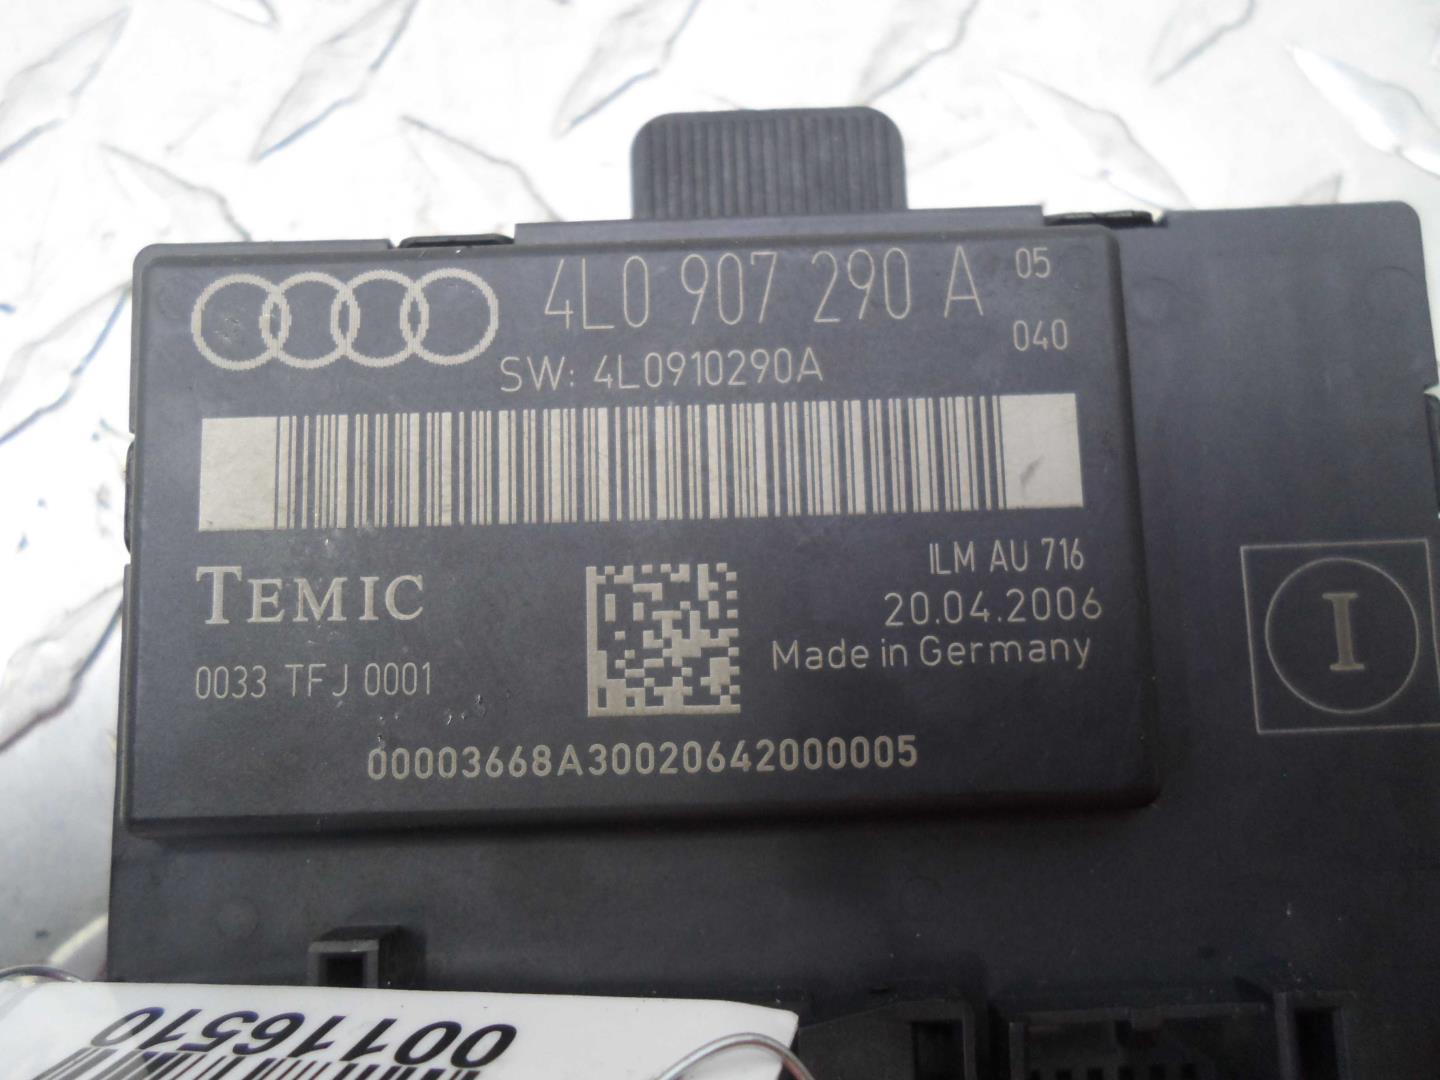 4L0 907 290 A 05
040
SW: 4L0910290A
ILM AU 716
TEMIC
20.04.2006
Made in Germany
0033 TFJ 0001
I
00003668A30020642000005
00116510